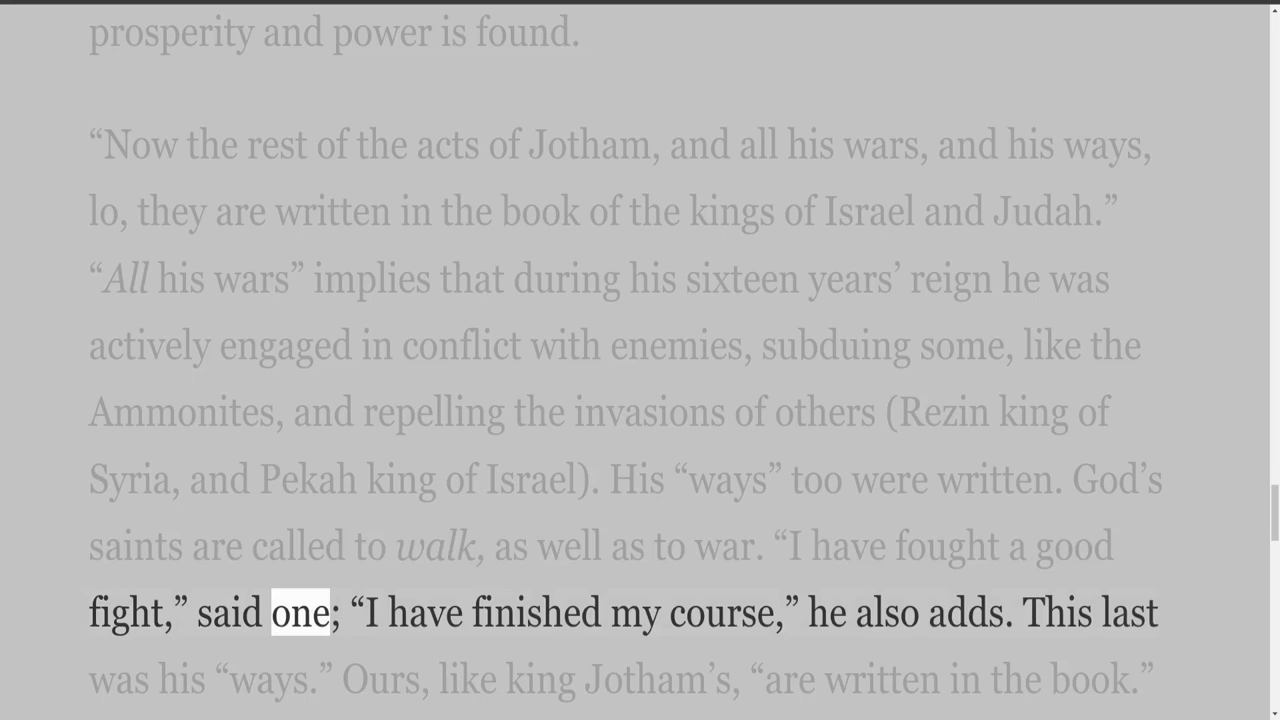 prosperity and power is found.
“Now the rest of the acts of Jotham, and all his wars, and his ways,
lo, they are written in the book of the kings of Israel and Judah.”
“All his wars” implies that during his sixteen years’ reign he was
actively engaged in conflict with enemies, subduing some, like the
Ammonites, and repelling the invasions of others (Rezin king of
Syria, and Pekah king of Israel). His “ways” too were written. God’s
saints are called to walk, as well as to war. “I have fought a good
fight,” said one; “I have finished my course,” he also adds. This last
was his “ways.” Ours, like king Jotham’s, “are written in the book.”